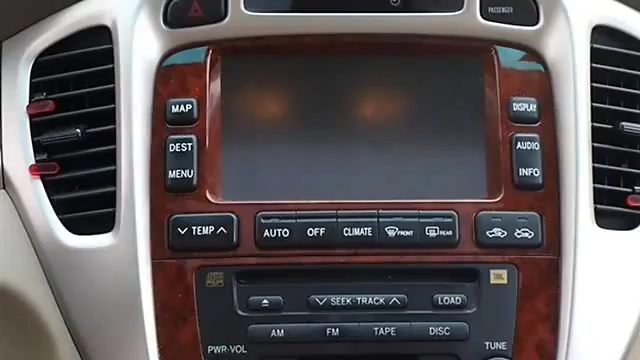 PASSENGER
MAP
DISPLAY
DEST
AUDIO
MENU
INFO
TEMP
AUTO
OFF
CLIMATE
FRONT
REAR
JBL
SEEK·TRACK
LOAD
AM
FM
TAPE
DISC
PWR·VOL
TUNE